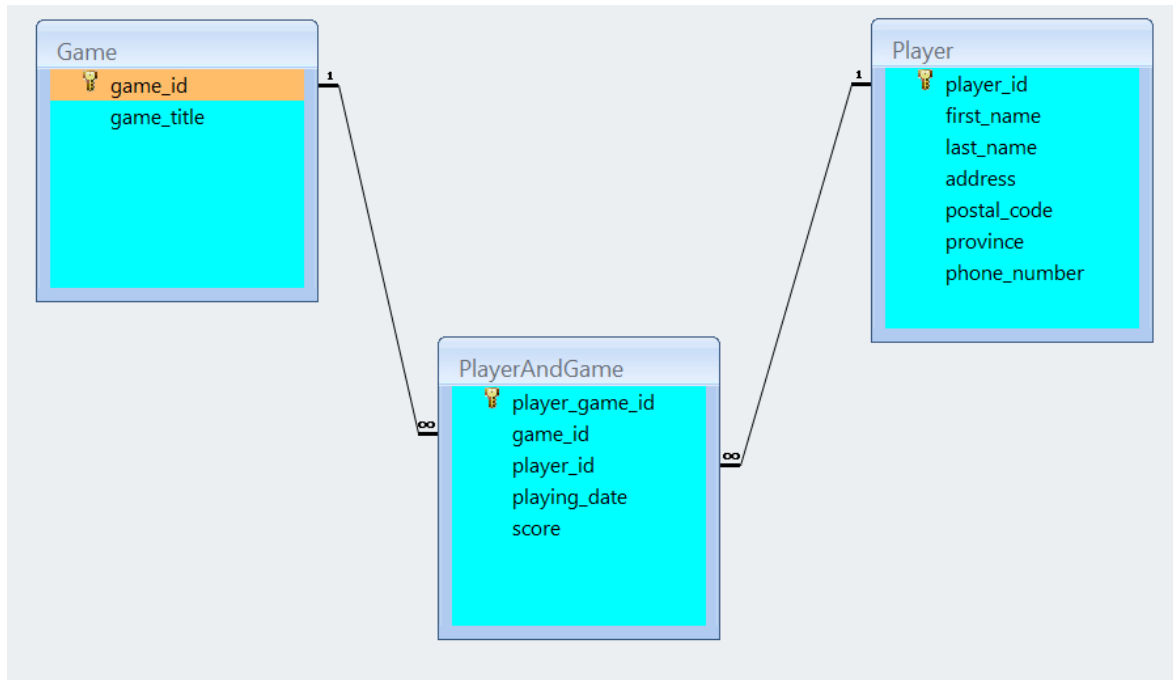 Game
game_id
game_title
1
1
Player
player_id
first_name
last_name
address
postal_code
province
phone_number
PlayerAndGame
player_game_id
game_id
player_id
playing_date
score
∞
∞